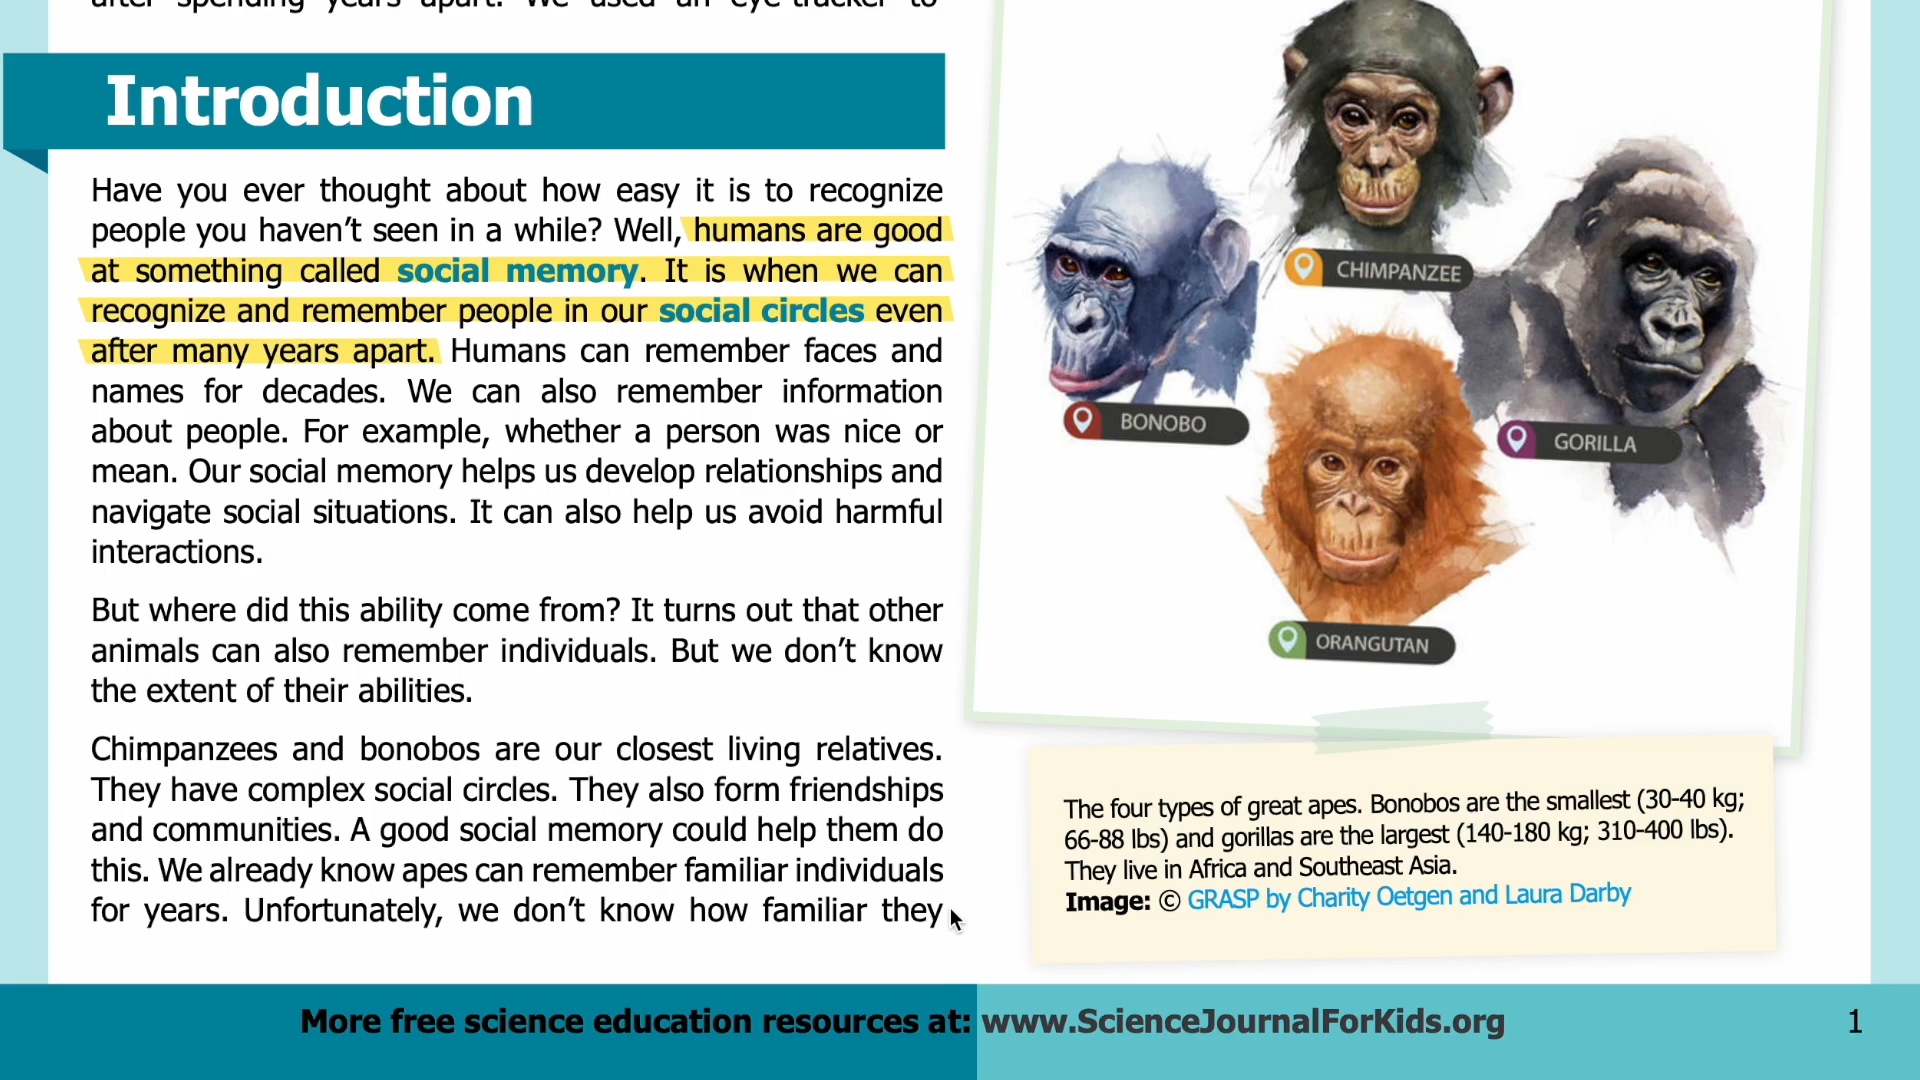 after spending years apart. We used an eye-tracker to
Introduction
Have you ever thought about how easy it is to recognize
people you haven’t seen in a while? Well, humans are good
at something called social memory. It is when we can
recognize and remember people in our social circles even
after many years apart. Humans can remember faces and
names for decades. We can also remember information
about people. For example, whether a person was nice or
mean. Our social memory helps us develop relationships and
navigate social situations. It can also help us avoid harmful
interactions.
But where did this ability come from? It turns out that other
animals can also remember individuals. But we don’t know
the extent of their abilities.
Chimpanzees and bonobos are our closest living relatives.
They have complex social circles. They also form friendships
and communities. A good social memory could help them do
this. We already know apes can remember familiar individuals
for years. Unfortunately, we don’t know how familiar they
CHIMPANZEE
BONOBO
GORILLA
ORANGUTAN
The four types of great apes. Bonobos are the smallest (30-40 kg;
66-88 lbs) and gorillas are the largest (140-180 kg; 310-400 lbs).
They live in Africa and Southeast Asia.
Image: © GRASP by Charity Oetgen and Laura Darby
More free science education resources at: www.ScienceJournalForKids.org
1